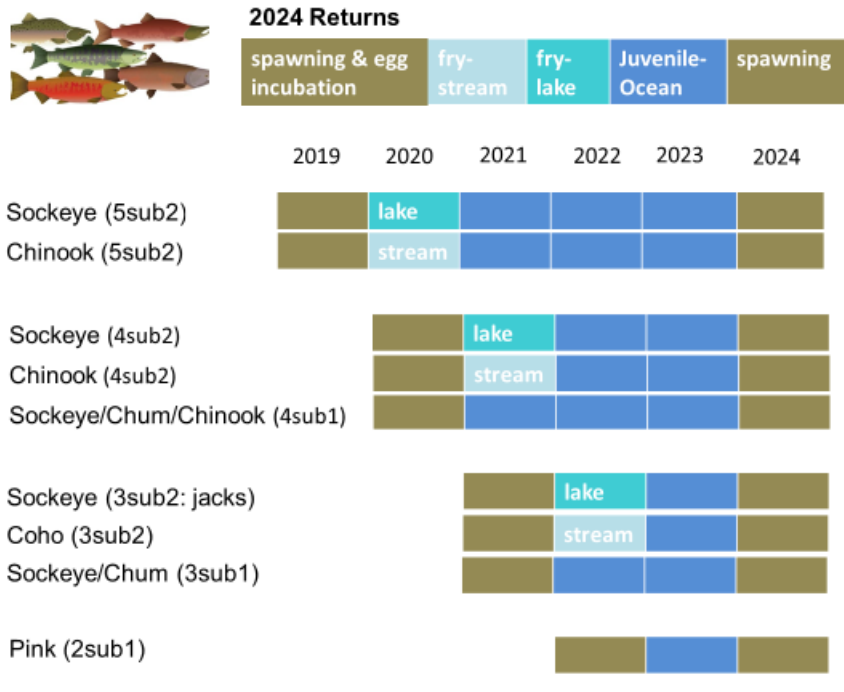 2024 Returns
spawning & egg
incubation
fry-
stream
fry-
lake
Juvenile-
Ocean
spawning
2019 2020 2021 2022 2023 2024
Sockeye (5sub2) lake
Chinook (5sub2) stream
Sockeye (4sub2) lake
Chinook (4sub2) stream
Sockeye/Chum/Chinook (4sub1)
Sockeye (3sub2: jacks) lake
Coho (3sub2) stream
Sockeye/Chum (3sub1)
Pink (2sub1)